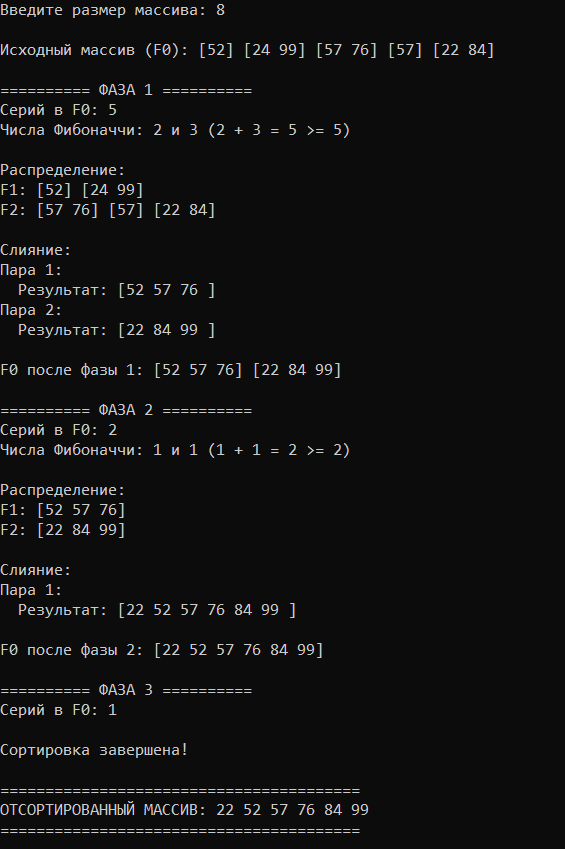 Введите размер массива: 8
Исходный массив (F0): [52] [24 99] [57 76] [57] [22 84]
========== ФАЗА 1 ==========
Серий в F0: 5
Числа Фибоначчи: 2 и 3 (2 + 3 = 5 >= 5)
Распределение:
F1: [52] [24 99]
F2: [57 76] [57] [22 84]
Слияние:
Пара 1:
  Результат: [52 57 76 ]
Пара 2:
  Результат: [22 84 99 ]
F0 после фазы 1: [52 57 76] [22 84 99]
========== ФАЗА 2 ==========
Серий в F0: 2
Числа Фибоначчи: 1 и 1 (1 + 1 = 2 >= 2)
Распределение:
F1: [52 57 76]
F2: [22 84 99]
Слияние:
Пара 1:
  Результат: [22 52 57 76 84 99 ]
F0 после фазы 2: [22 52 57 76 84 99]
========== ФАЗА 3 ==========
Серий в F0: 1
Сортировка завершена!
========================================
ОТСОРТИРОВАННЫЙ МАССИВ: 22 52 57 76 84 99
========================================